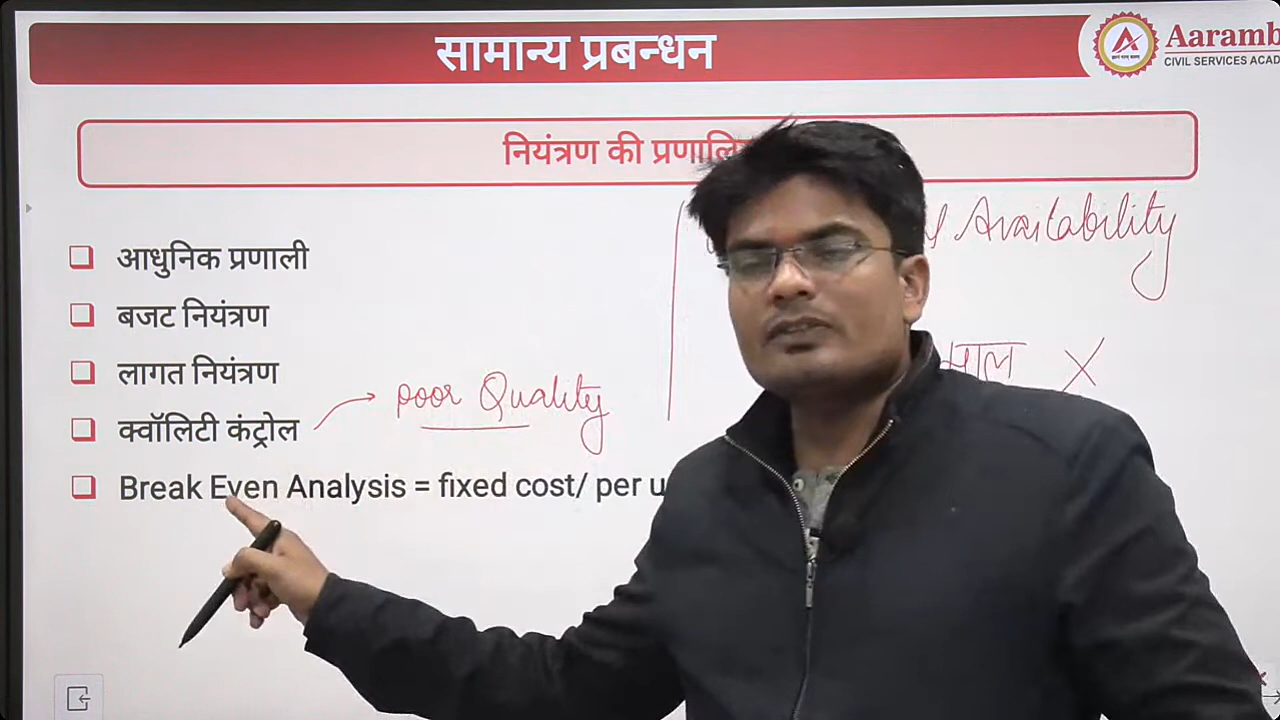 सामान्य प्रबन्धन
Aaramb
CIVIL SERVICES ACAD
नियंत्रण की
Availability
आधुनिक प्रणाली
बजट नियंत्रण
लागत नियंत्रण
माल X
क्वॉलिटी कंट्रोल
poor Quality
Break Even Analysis = fixed cost/ per u